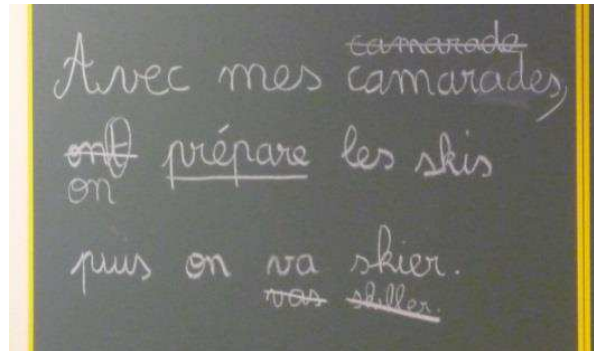 camarade
Avec mes camarades,
ont prépare les skis
on
puis on va skier.
vas skiller.